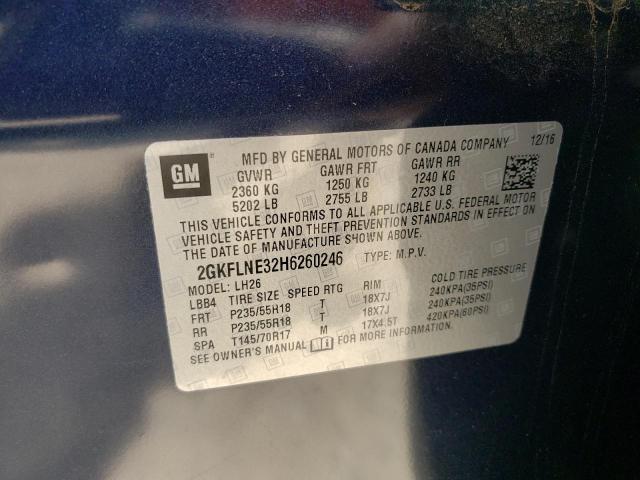 MFD BY GENERAL MOTORS OF CANADA COMPANY 12/16
GM GVWR GAWR FRT GAWR RR
2360 KG 1250 KG 1240 KG
5202 LB 2755 LB 2733 LB
THIS VEHICLE CONFORMS TO ALL APPLICABLE U.S. FEDERAL MOTOR
VEHICLE SAFETY AND THEFT PREVENTION STANDARDS IN EFFECT ON
THE DATE OF MANUFACTURE SHOWN ABOVE.
2GKFLNE32H6260246 TYPE: M.P.V.
MODEL: LH26
LBB4 TIRE SIZE SPEED RTG RIM COLD TIRE PRESSURE
FRT P235/55R18 T 18X7J 240KPA(35PSI)
RR P235/55R18 T 18X7J 240KPA(35PSI)
SPA T145/70R17 M 17X4.5T 420KPA(60PSI)
SEE OWNER'S MANUAL FOR MORE INFORMATION.